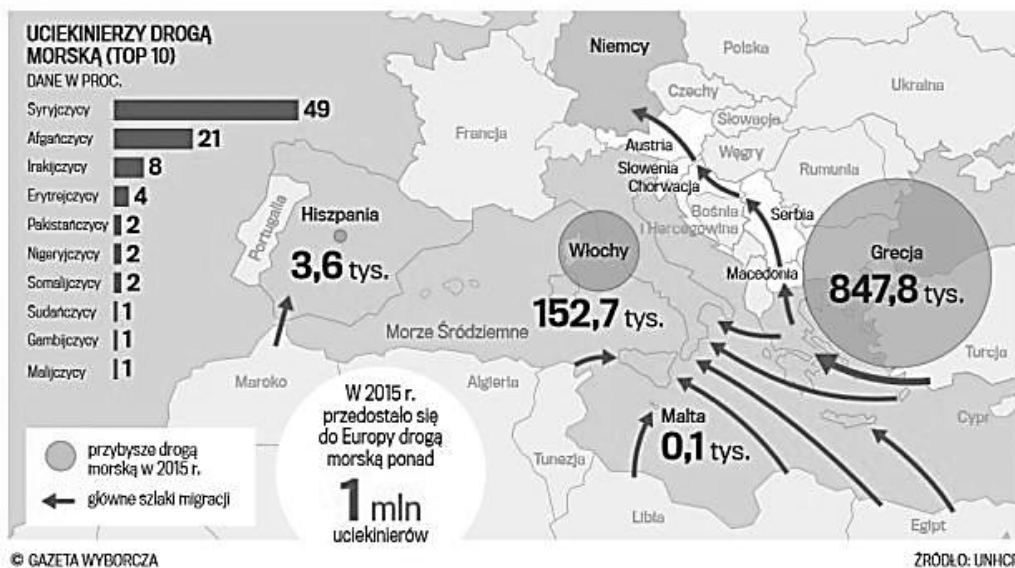 UCIEKINIERZY DROGĄ
MORSKĄ (TOP 10)
DANE W PROC.
Syryjczycy 49
Afgańczycy 21
Irakijczycy 8
Erytrejczycy 4
Pakistańczycy 2
Nigeryjczycy 2
Somalijczycy 2
Sudańczycy 1
Gambijczycy 1
Malijczycy 1
przybysze drogą
morską w 2015 r.
główne szlaki migracji
W 2015 r.
przedostało się
do Europy drogą
morską ponad
1 mln
uciekinierów
Niemcy
Polska
Czechy
Ukraina
Słowacja
Francja
Austria
Węgry
Słowenia
Chorwacja
Rumunia
Bośnia
i Hercegowina
Serbia
Portugalia
Hiszpania
3,6 tys.
Włochy
152,7 tys.
Macedonia
Grecja
847,8 tys.
Morze Śródziemne
Turcja
Maroko
Algieria
Malta
0,1 tys.
Cypr
Tunezja
Libia
Egipt
© GAZETA WYBORCZA
ŹRÓDŁO: UNHCR